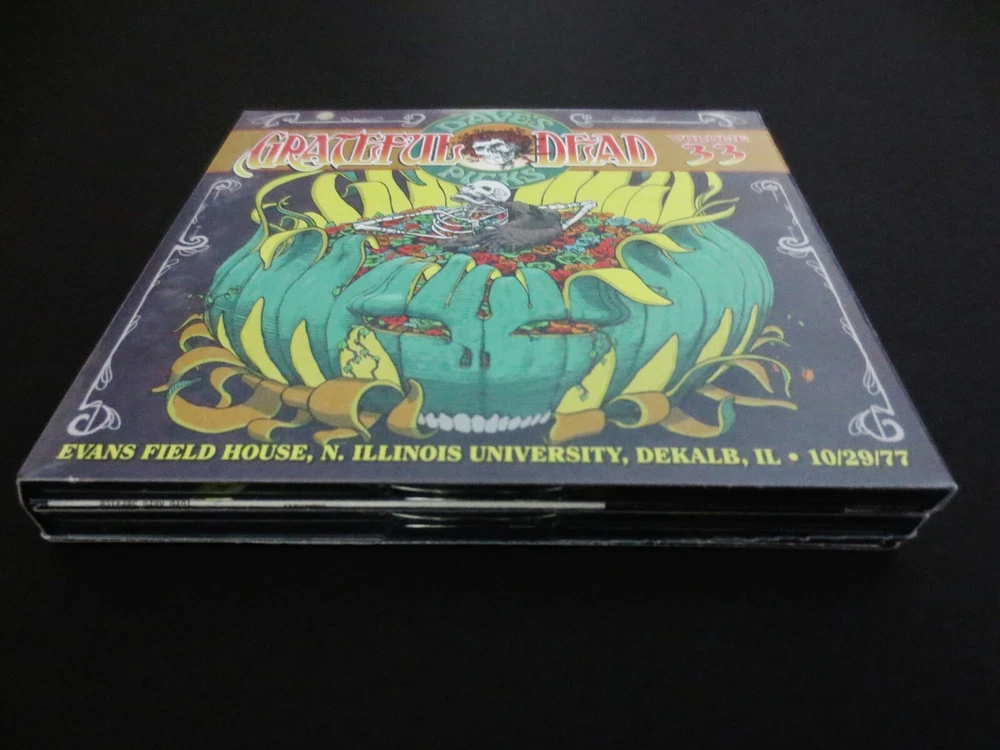 DAVE'S
GRATEFUL DEAD
VOLUME
33
PICKS
EVANS FIELD HOUSE, N. ILLINOIS UNIVERSITY, DEKALB, IL • 10/29/77